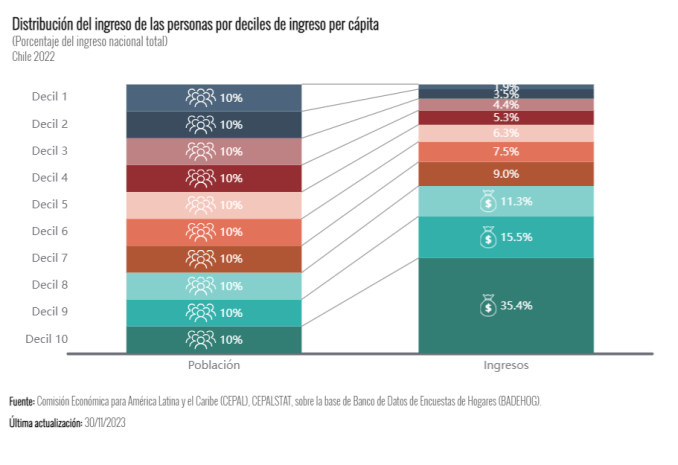 Distribución del ingreso de las personas por deciles de ingreso per cápita
(Porcentaje del ingreso nacional total)
Chile 2022
Decil 1
10%
1.9%
3.5%
Decil 2
10%
4.4%
Decil 3
10%
5.3%
Decil 4
10%
6.3%
Decil 5
10%
7.5%
Decil 6
10%
9.0%
Decil 7
10%
11.3%
Decil 8
10%
15.5%
Decil 9
10%
35.4%
Decil 10
10%
Población
Ingresos
Fuente: Comisión Económica para América Latina y el Caribe (CEPAL), CEPALSTAT, sobre la base de Banco de Datos de Encuestas de Hogares (BADEHOG).
Última actualización: 30/11/2023